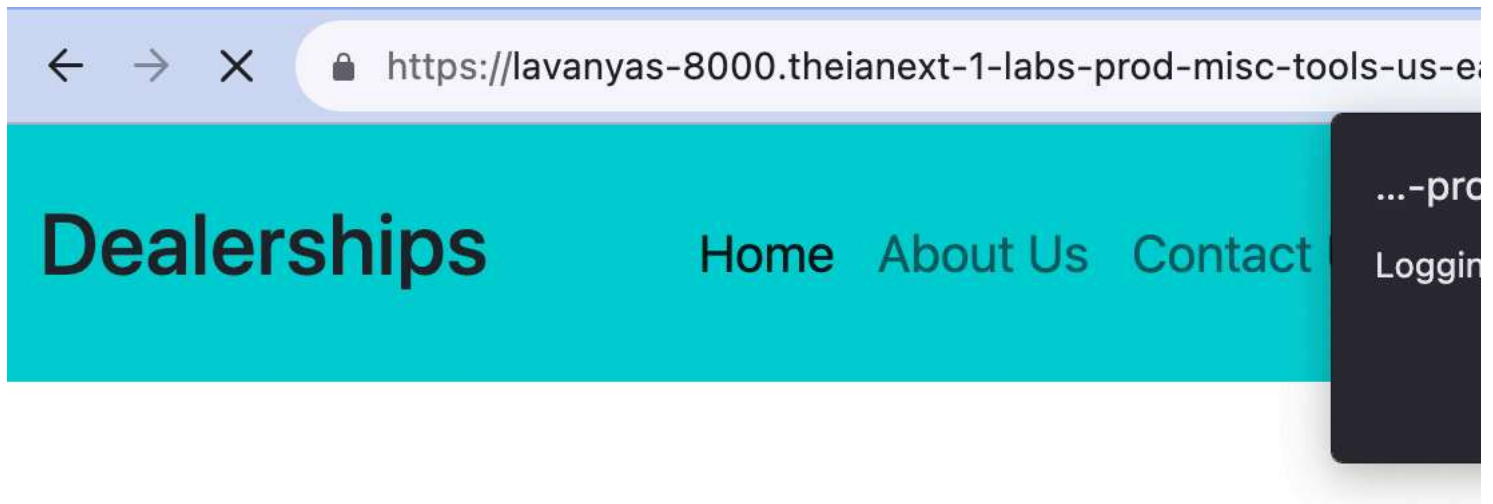 https://lavanyas-8000.theianext-1-labs-prod-misc-tools-us-ea
...-pro
Dealerships
Home About Us Contact
Loggin